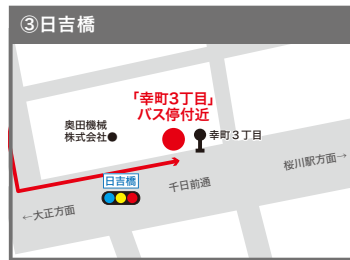 ③日吉橋
「幸町3丁目」
バス停付近
奥田機械
株式会社
幸町3丁目
日吉橋
千日前通
桜川駅方面→
←大正方面